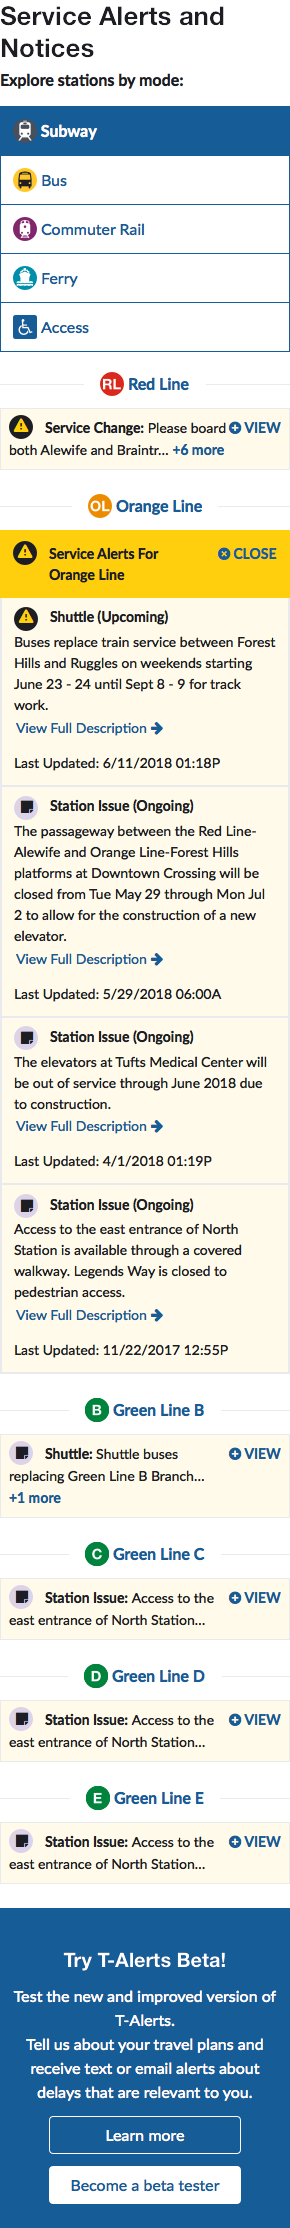 Service Alerts and
Notices
Explore stations by mode:
Subway
Bus
Commuter Rail
Ferry
Access
RL Red Line
Service Change: Please board VIEW
both Alewife and Braintr... +6 more
OL Orange Line
Service Alerts For CLOSE
Orange Line
Shuttle (Upcoming)
Buses replace train service between Forest
Hills and Ruggles on weekends starting
June 23 - 24 until Sept 8 - 9 for track
work.
View Full Description
Last Updated: 6/11/2018 01:18P
Station Issue (Ongoing)
The passageway between the Red Line-
Alewife and Orange Line-Forest Hills
platforms at Downtown Crossing will be
closed from Tue May 29 through Mon Jul
2 to allow for the construction of a new
elevator.
View Full Description
Last Updated: 5/29/2018 06:00A
Station Issue (Ongoing)
The elevators at Tufts Medical Center will
be out of service through June 2018 due
to construction.
View Full Description
Last Updated: 4/1/2018 01:19P
Station Issue (Ongoing)
Access to the east entrance of North
Station is available through a covered
walkway. Legends Way is closed to
pedestrian access.
View Full Description
Last Updated: 11/22/2017 12:55P
B Green Line B
Shuttle: Shuttle buses VIEW
replacing Green Line B Branch...
+1 more
C Green Line C
Station Issue: Access to the VIEW
east entrance of North Station...
D Green Line D
Station Issue: Access to the VIEW
east entrance of North Station...
E Green Line E
Station Issue: Access to the VIEW
east entrance of North Station...
Try T-Alerts Beta!
Test the new and improved version of
T-Alerts.
Tell us about your travel plans and
receive text or email alerts about
delays that are relevant to you.
Learn more
Become a beta tester